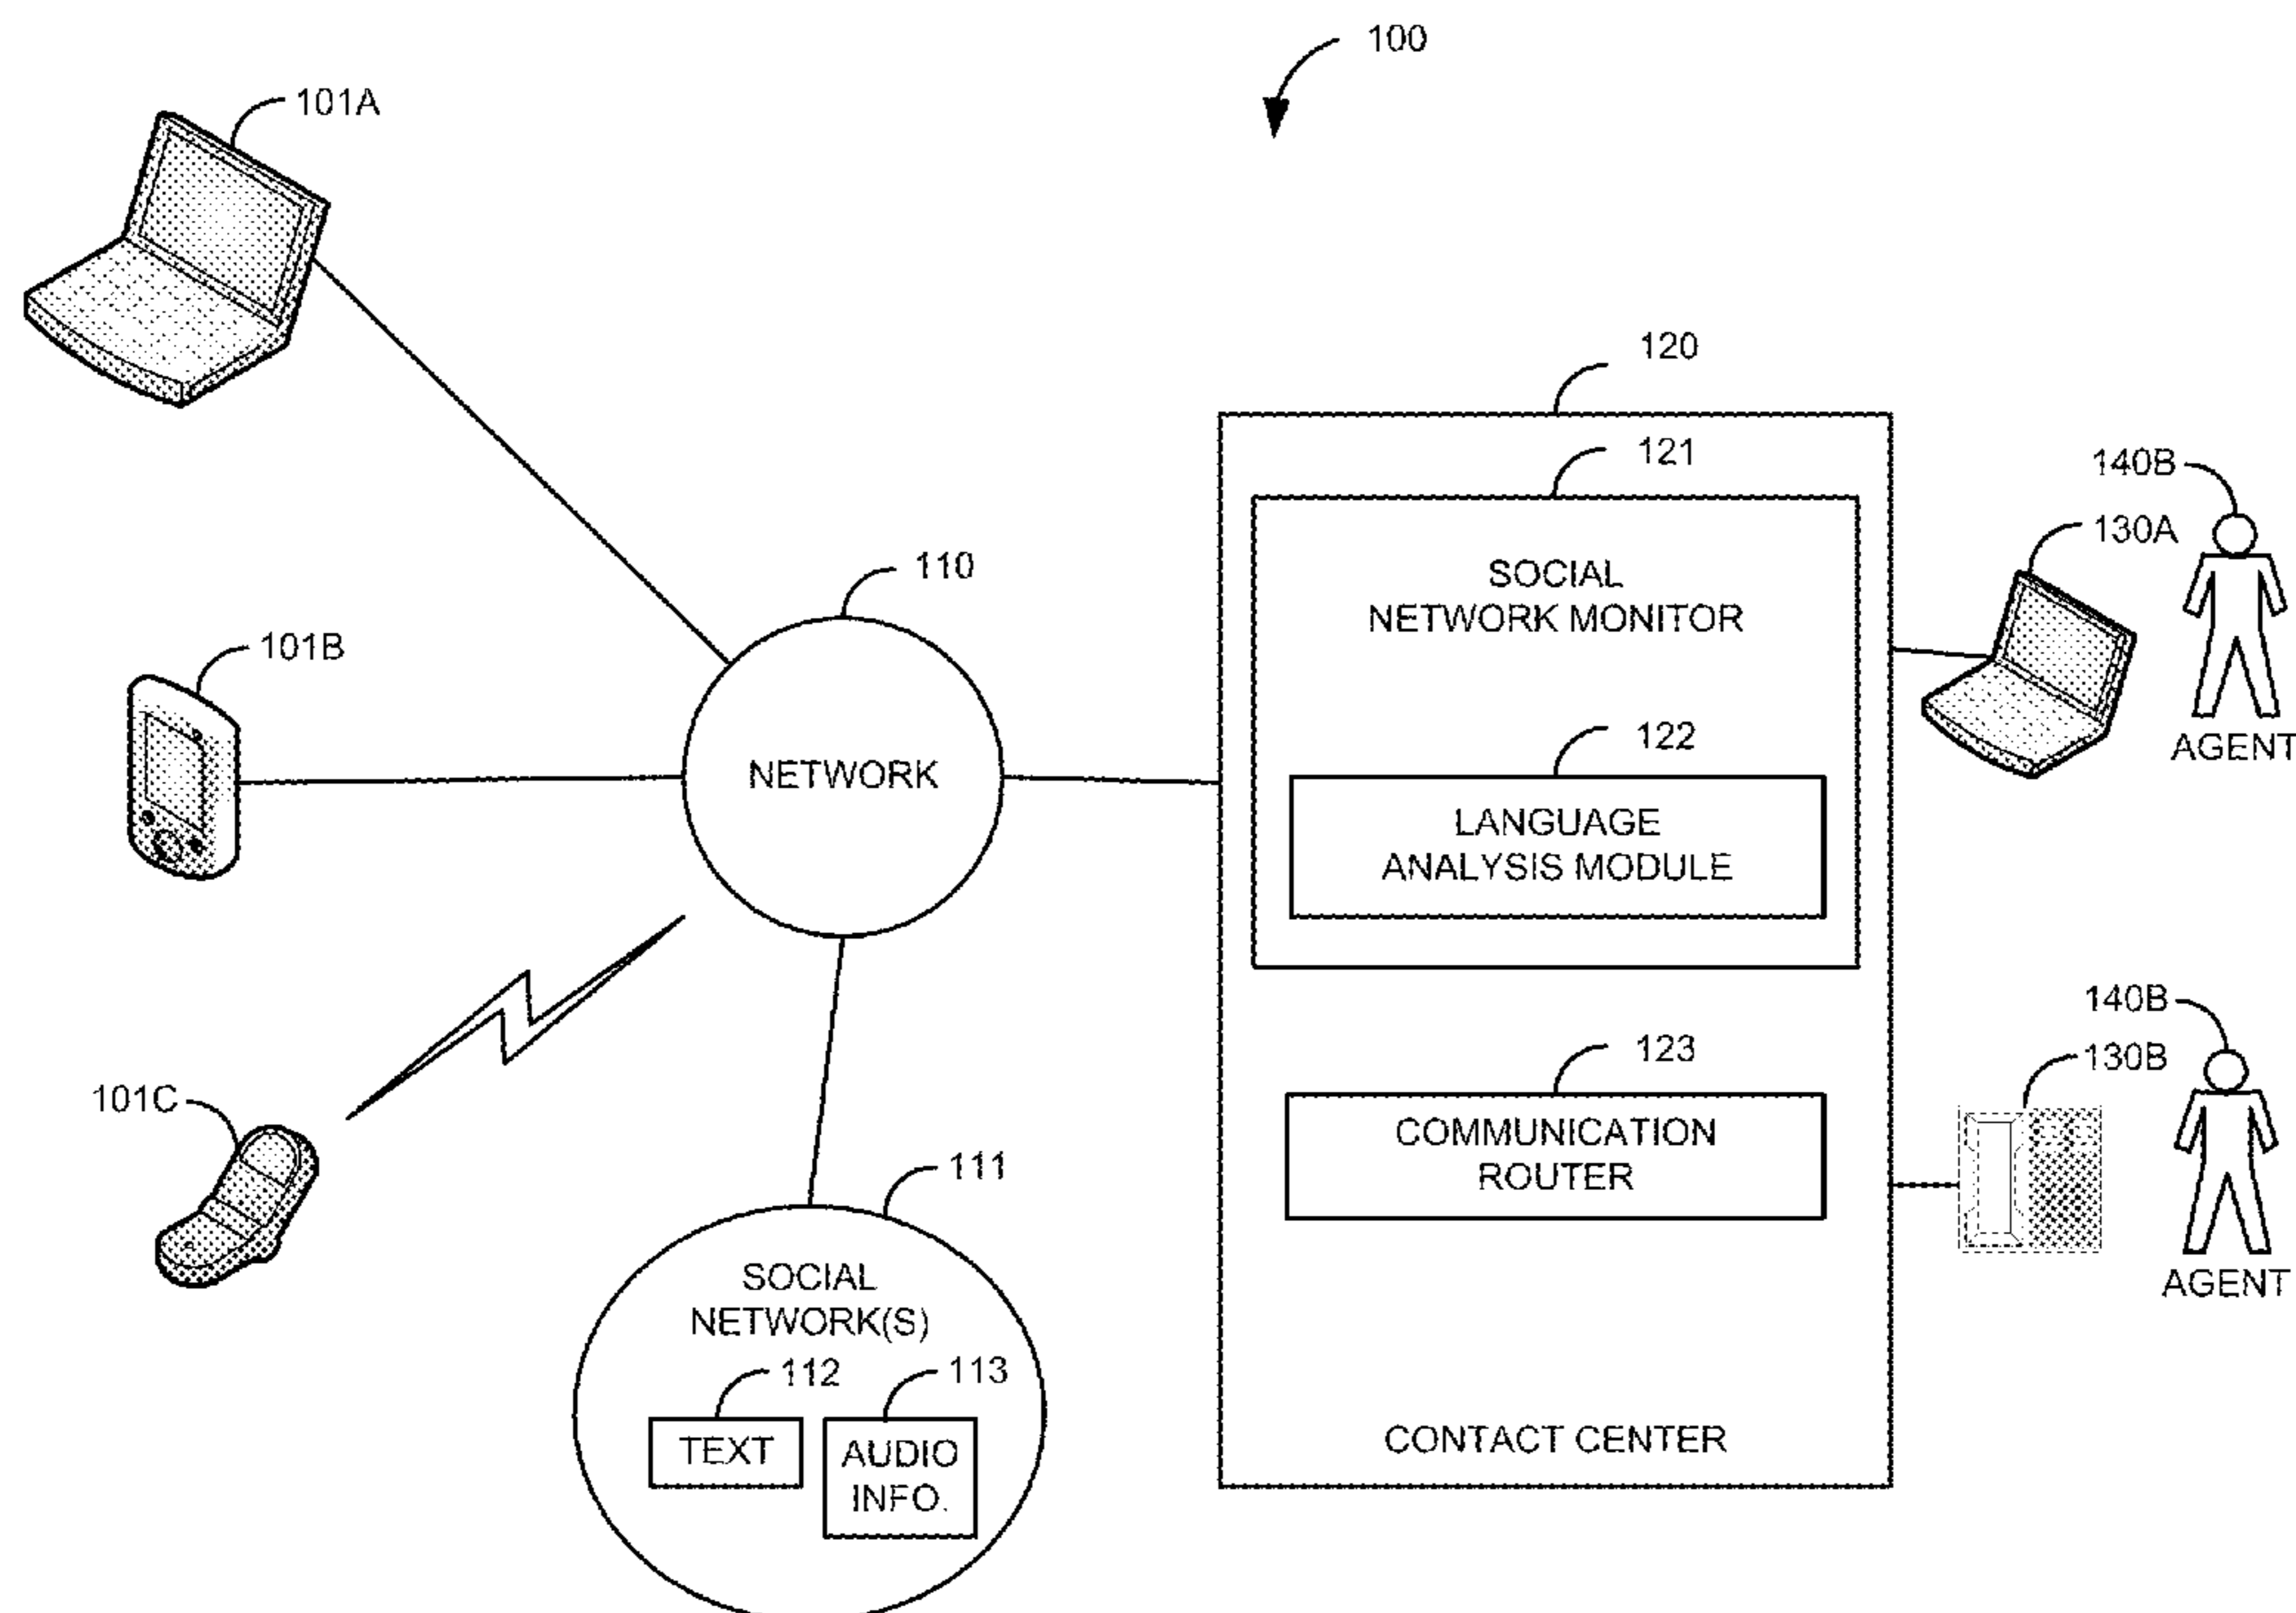 100
101A
120
121
140B
130A
SOCIAL
NETWORK MONITOR
110
101B
122
AGENT
NETWORK
LANGUAGE
ANALYSIS MODULE
140B
123
130B
101C
COMMUNICATION
ROUTER
111
SOCIAL
NETWORK(S)
AGENT
112
113
TEXT
AUDIO
INFO.
CONTACT CENTER